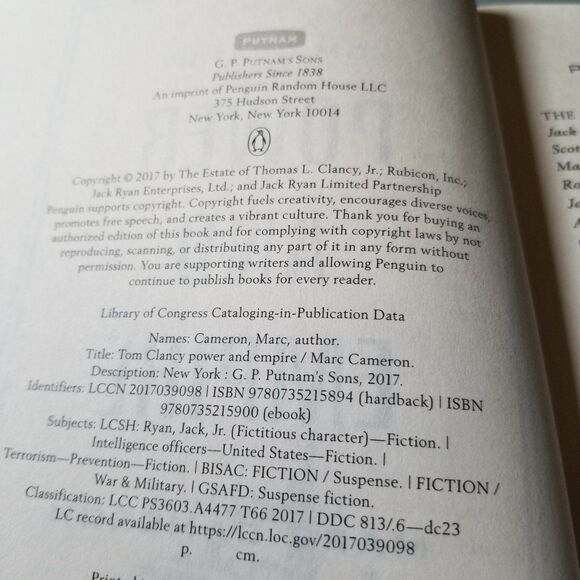 PUTNAM
G. P. PUTNAM'S SONS
Publishers Since 1838
An imprint of Penguin Random House LLC
375 Hudson Street
New York, New York 10014
Copyright © 2017 by The Estate of Thomas L. Clancy, Jr.; Rubicon, Inc.;
Jack Ryan Enterprises, Ltd.; and Jack Ryan Limited Partnership
Penguin supports copyright. Copyright fuels creativity, encourages diverse voices,
promotes free speech, and creates a vibrant culture. Thank you for buying an
authorized edition of this book and for complying with copyright laws by not
reproducing, scanning, or distributing any part of it in any form without
permission. You are supporting writers and allowing Penguin to
continue to publish books for every reader.
Library of Congress Cataloging-in-Publication Data
Names: Cameron, Marc, author.
Title: Tom Clancy power and empire / Marc Cameron.
Description: New York : G. P. Putnam's Sons, 2017.
Identifiers: LCCN 2017039098 | ISBN 9780735215894 (hardback) | ISBN
9780735215900 (ebook)
Subjects: LCSH: Ryan, Jack, Jr. (Fictitious character)—Fiction. |
Intelligence officers—United States—Fiction. |
Terrorism—Prevention—Fiction. | BISAC: FICTION / Suspense. | FICTION /
War & Military. | GSAFD: Suspense fiction.
Classification: LCC PS3603.A4477 T66 2017 | DDC 813/.6—dc23
LC record available at https://lccn.loc.gov/2017039098
p. cm.
THE
Jack